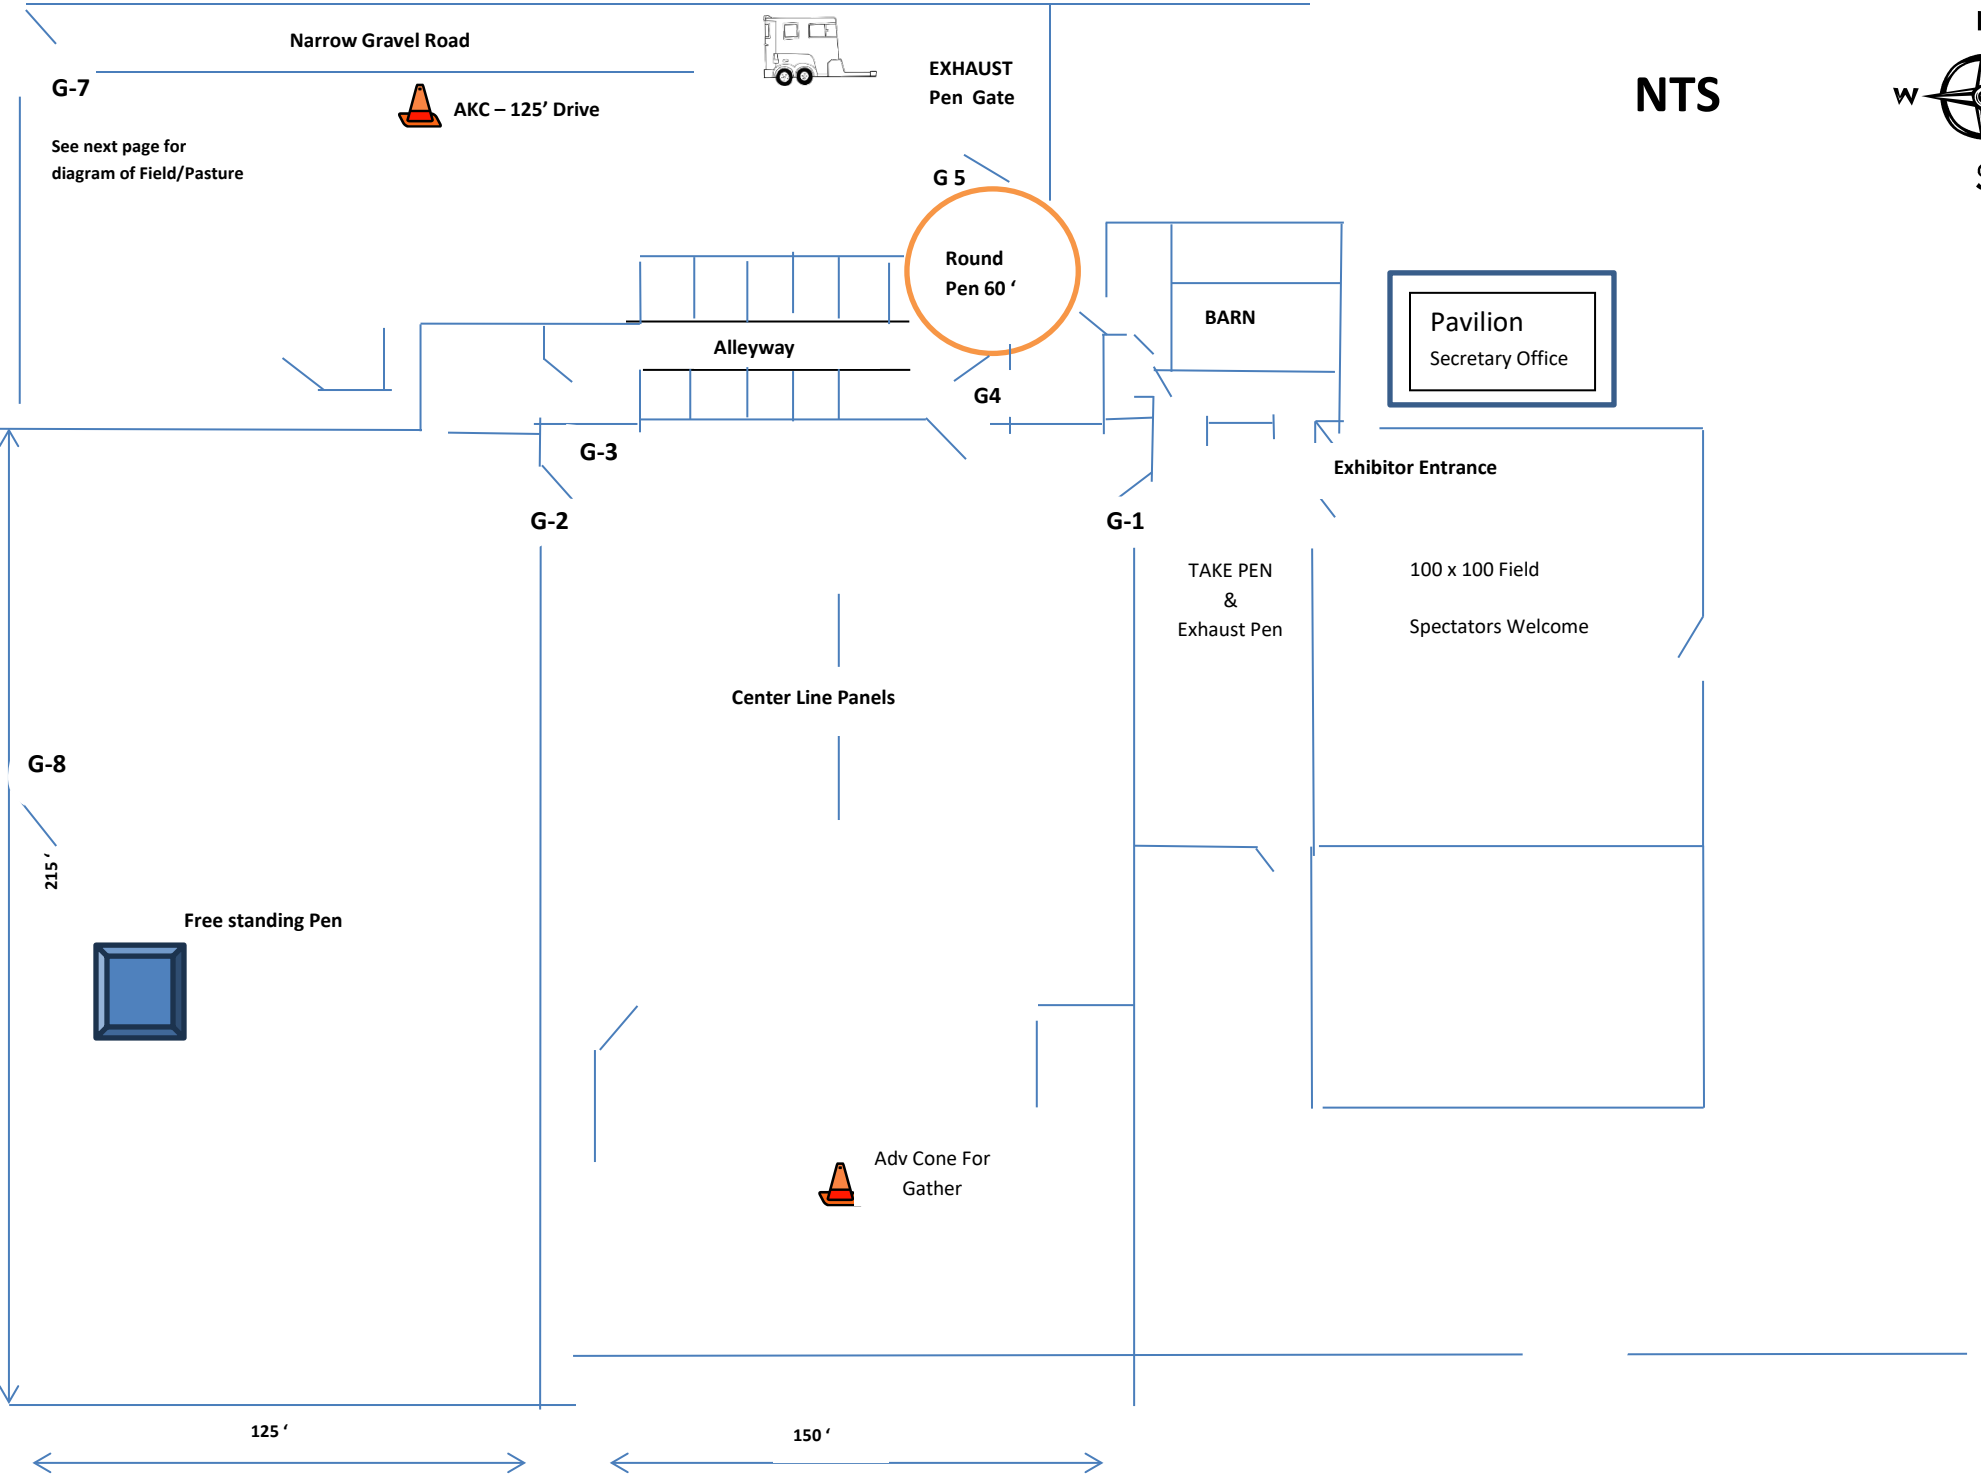 Narrow Gravel Road
EXHAUST
Pen Gate
NTS
W
G-7
AKC – 125’ Drive
See next page for
diagram of Field/Pasture
G 5
Round
Pen 60 ‘
BARN
Pavilion
Secretary Office
Alleyway
G4
G-3
Exhibitor Entrance
G-2
G-1
TAKE PEN
&
Exhaust Pen
100 x 100 Field
Spectators Welcome
Center Line Panels
G-8
215 ‘
Free standing Pen
Adv Cone For
Gather
125 ‘
150 ‘